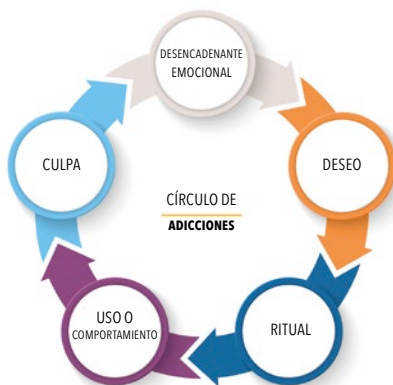 DESENCADENANTE
EMOCIONAL
CULPA
DESEO
CÍRCULO DE
ADICCIONES
USO O
COMPORTAMIENTO
RITUAL